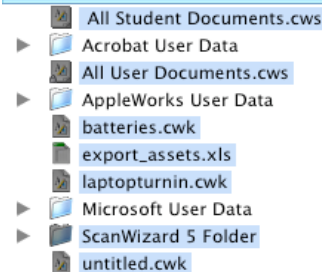 All Student Documents.cws
Acrobat User Data
All User Documents.cws
AppleWorks User Data
batteries.cwk
export_assets.xls
laptopturnin.cwk
Microsoft User Data
ScanWizard 5 Folder
untitled.cwk